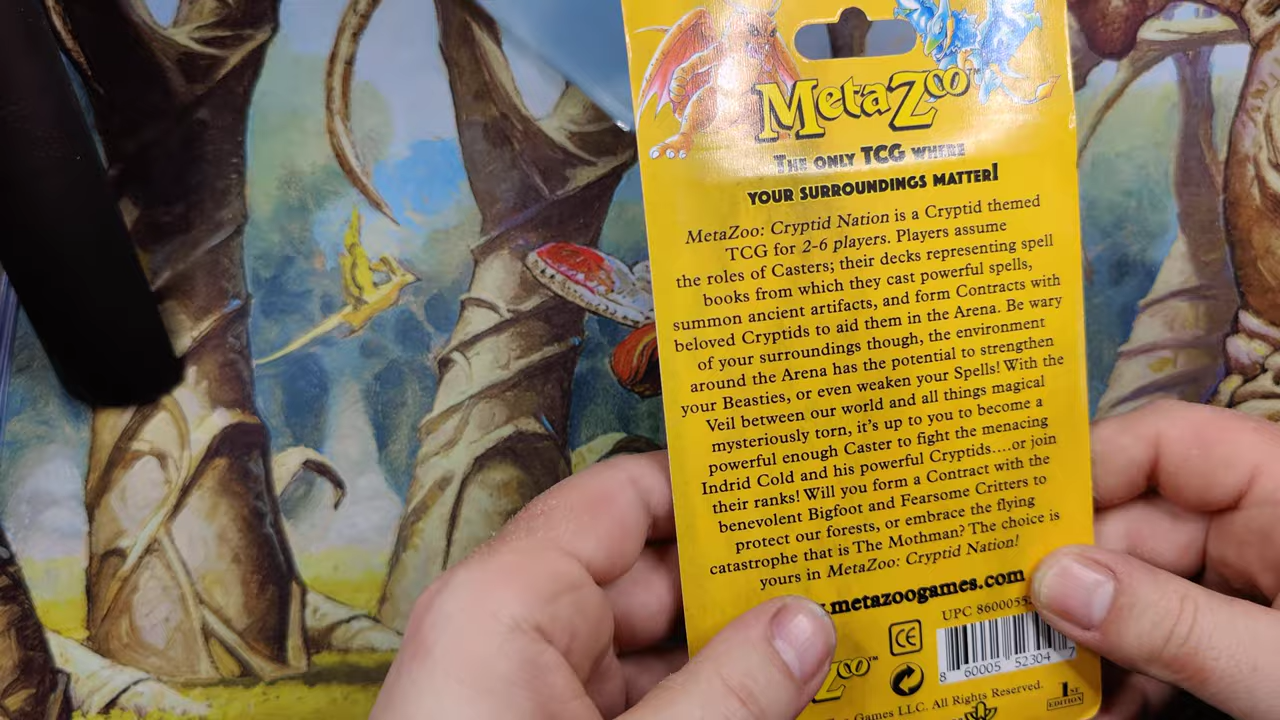 MetaZoo™
THE ONLY TCG WHERE
YOUR SURROUNDINGS MATTER!
MetaZoo: Cryptid Nation is a Cryptid themed
TCG for 2-6 players. Players assume
the roles of Casters; their decks representing spell
books from which they cast powerful spells,
summon ancient artifacts, and form Contracts with
beloved Cryptids to aid them in the Arena. Be wary
of your surroundings though, the environment
around the Arena has the potential to strengthen
your Beasties, or even weaken your Spells! With the
Veil between our world and all things magical
mysteriously torn, it's up to you to become a
powerful enough Caster to fight the menacing
Indrid Cold and his powerful Cryptids....or join
their ranks! Will you form a Contract with the
benevolent Bigfoot and Fearsome Critters to
protect our forests, or embrace the flying
catastrophe that is The Mothman? The choice is
yours in MetaZoo: Cryptid Nation!
.metazoogames.com
UPC 8600055
CE
8 60005 52304 7
Zoo™
Games LLC. All Rights Reserved.
1ST EDITION